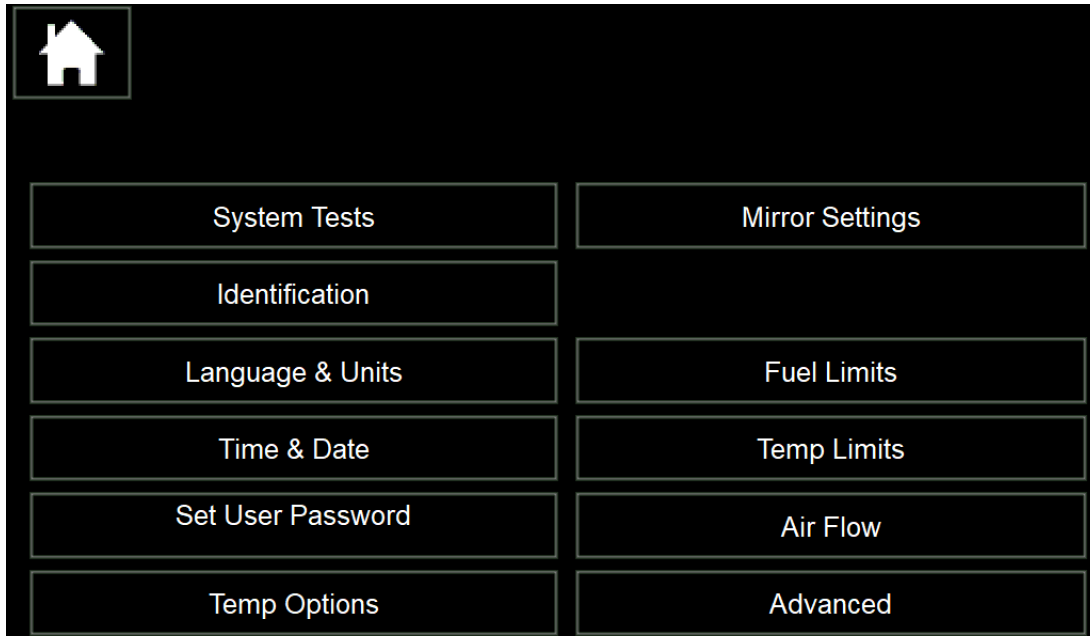 System Tests
Mirror Settings
Identification
Language & Units
Fuel Limits
Time & Date
Temp Limits
Set User Password
Air Flow
Temp Options
Advanced